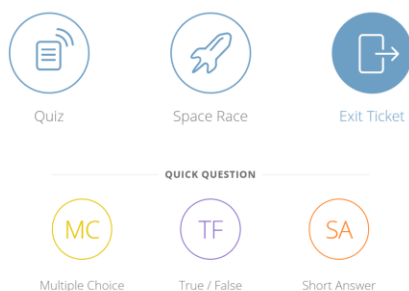 Quiz
Space Race
Exit Ticket
QUICK QUESTION
MC
TF
SA
Multiple Choice
True / False
Short Answer